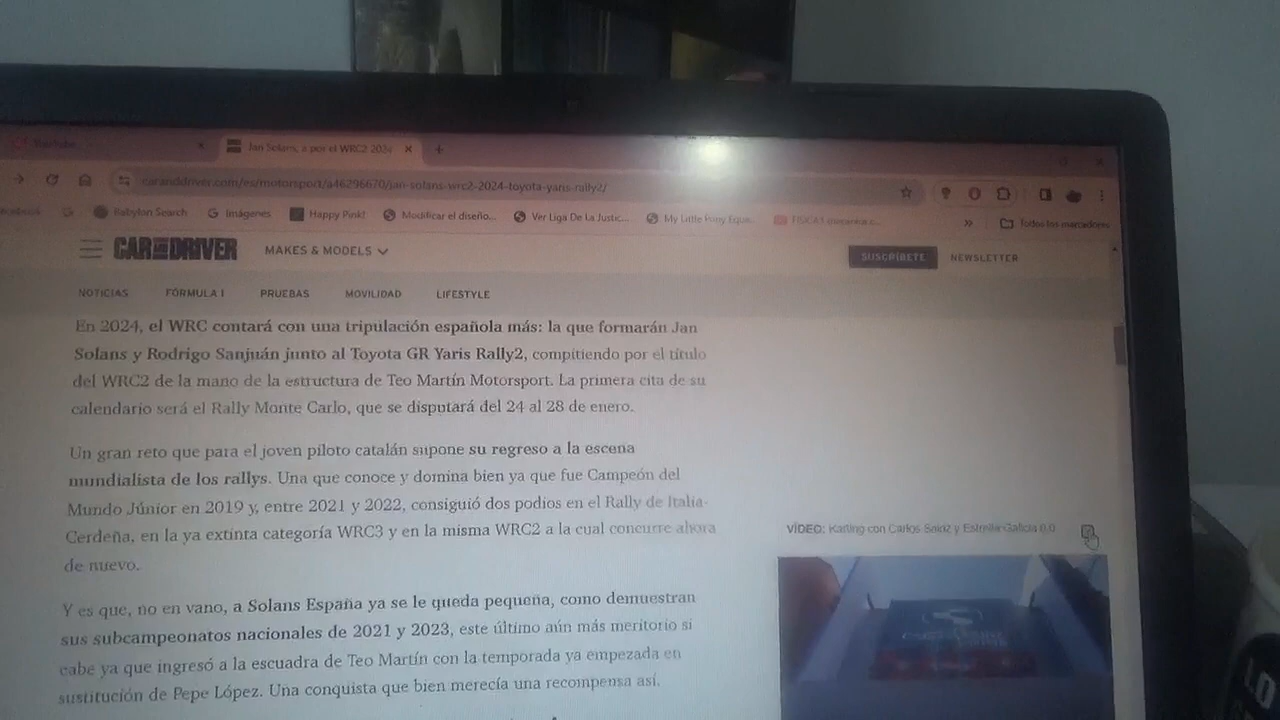 YouTube
Jan Solans, a por el WRC2 202
caranddriver.com/es/motorsport/a46296670/jan-solans-wrc2-2024-toyota-yaris-rally2/
Babylon Search
Imágenes
Happy Pink!
Modificar el diseño...
Ver Liga De La Justic...
My Little Pony Eque...
Todos los marcadores
CAR AND DRIVER
MAKES & MODELS
SUSCRÍBETE
NEWSLETTER
NOTICIAS
FÓRMULA 1
PRUEBAS
MOVILIDAD
LIFESTYLE
En 2024, el WRC contará con una tripulación española más: la que formarán Jan
Solans y Rodrigo Sanjuán junto al Toyota GR Yaris Rally2, compitiendo por el título
del WRC2 de la mano de la estructura de Teo Martín Motorsport. La primera cita de su
calendario será el Rally Monte Carlo, que se disputará del 24 al 28 de enero.
Un gran reto que para el joven piloto catalán supone su regreso a la escena
mundialista de los rallys. Una que conoce y domina bien ya que fue Campeón del
Mundo Júnior en 2019 y, entre 2021 y 2022, consiguió dos podios en el Rally de Italia-
Cerdeña, en la ya extinta categoría WRC3 y en la misma WRC2 a la cual concurre ahora
de nuevo.
Y es que, no en vano, a Solans España ya se le queda pequeña, como demuestran
sus subcampeonatos nacionales de 2021 y 2023, este último aún más meritorio si
cabe ya que ingresó a la escuadra de Teo Martín con la temporada ya empezada en
sustitución de Pepe López. Una conquista que bien merecía una recompensa así.
VÍDEO: Karting con Carlos Sainz y Estrella Galicia 0,0